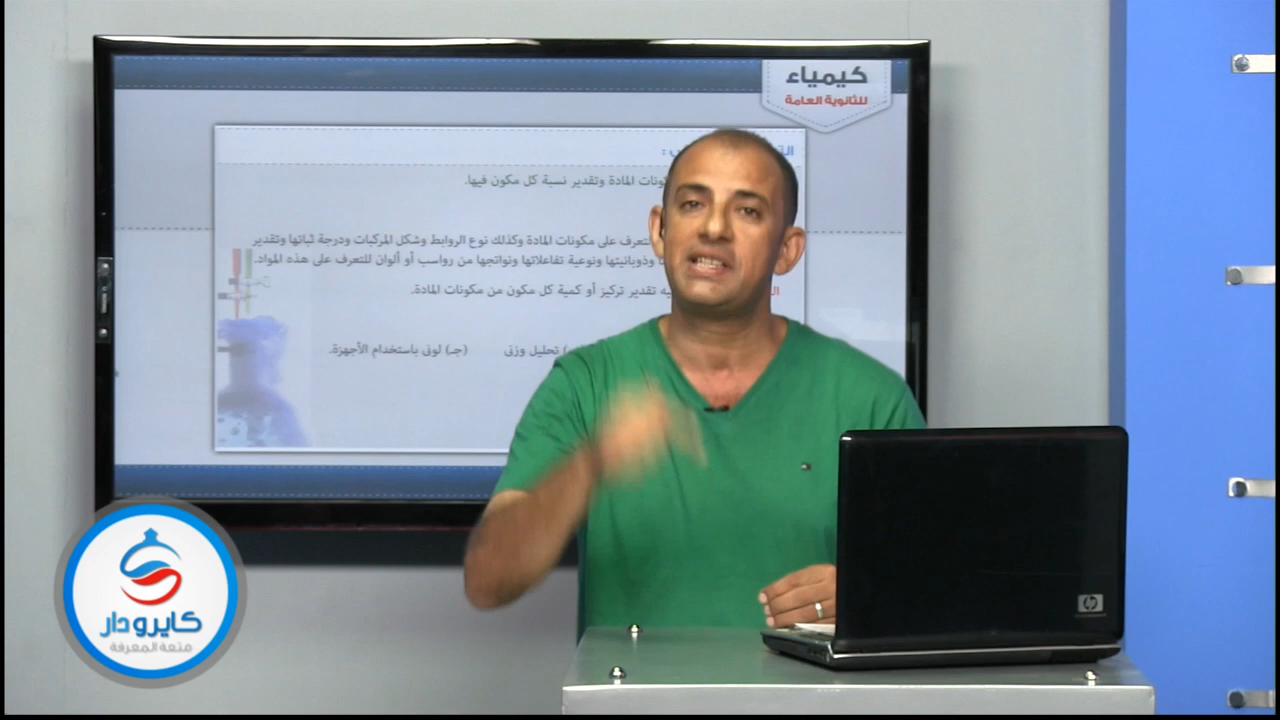 كيمياء
للثانوية العامة
المادة وتقدير نسبة كل مكون فيها.
على مكونات المادة وكذلك نوع الروابط وشكل المركبات ودرجة ثباتها وتقدير
وذوبانيتها ونوعية تفاعلاتها ونواتجها من رواسب أو ألوان للتعرف على هذه المواد.
تقدير تركيز أو كمية كل مكون من مكونات المادة.
) تحليل وزنى (جـ) لونى باستخدام الأجهزة.
كايرو دار
متعة المعرفة
hp